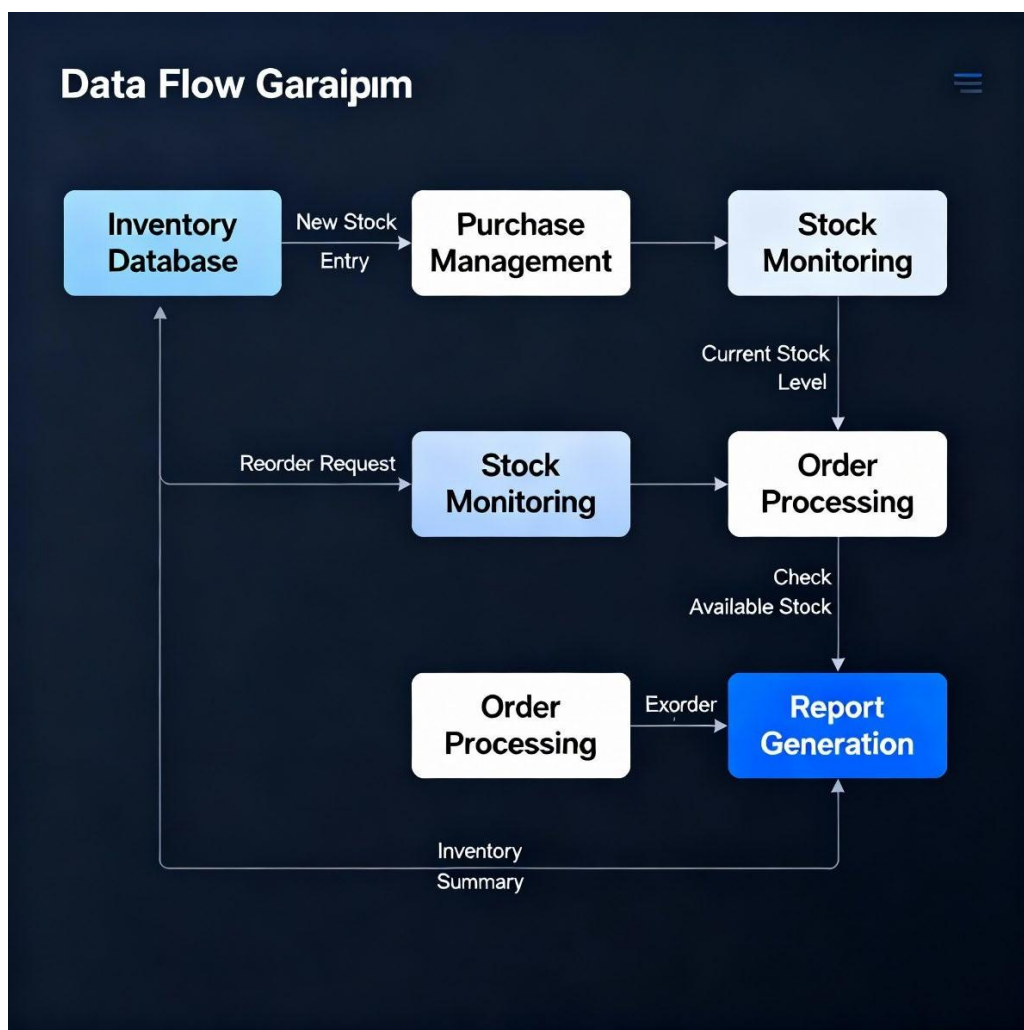 Data Flow Garaipım
Inventory
Database
New Stock
Entry
Purchase
Management
Stock
Monitoring
Current Stock
Level
Reorder Request
Stock
Monitoring
Order
Processing
Check
Available Stock
Order
Processing
Exorder
Report
Generation
Inventory
Summary